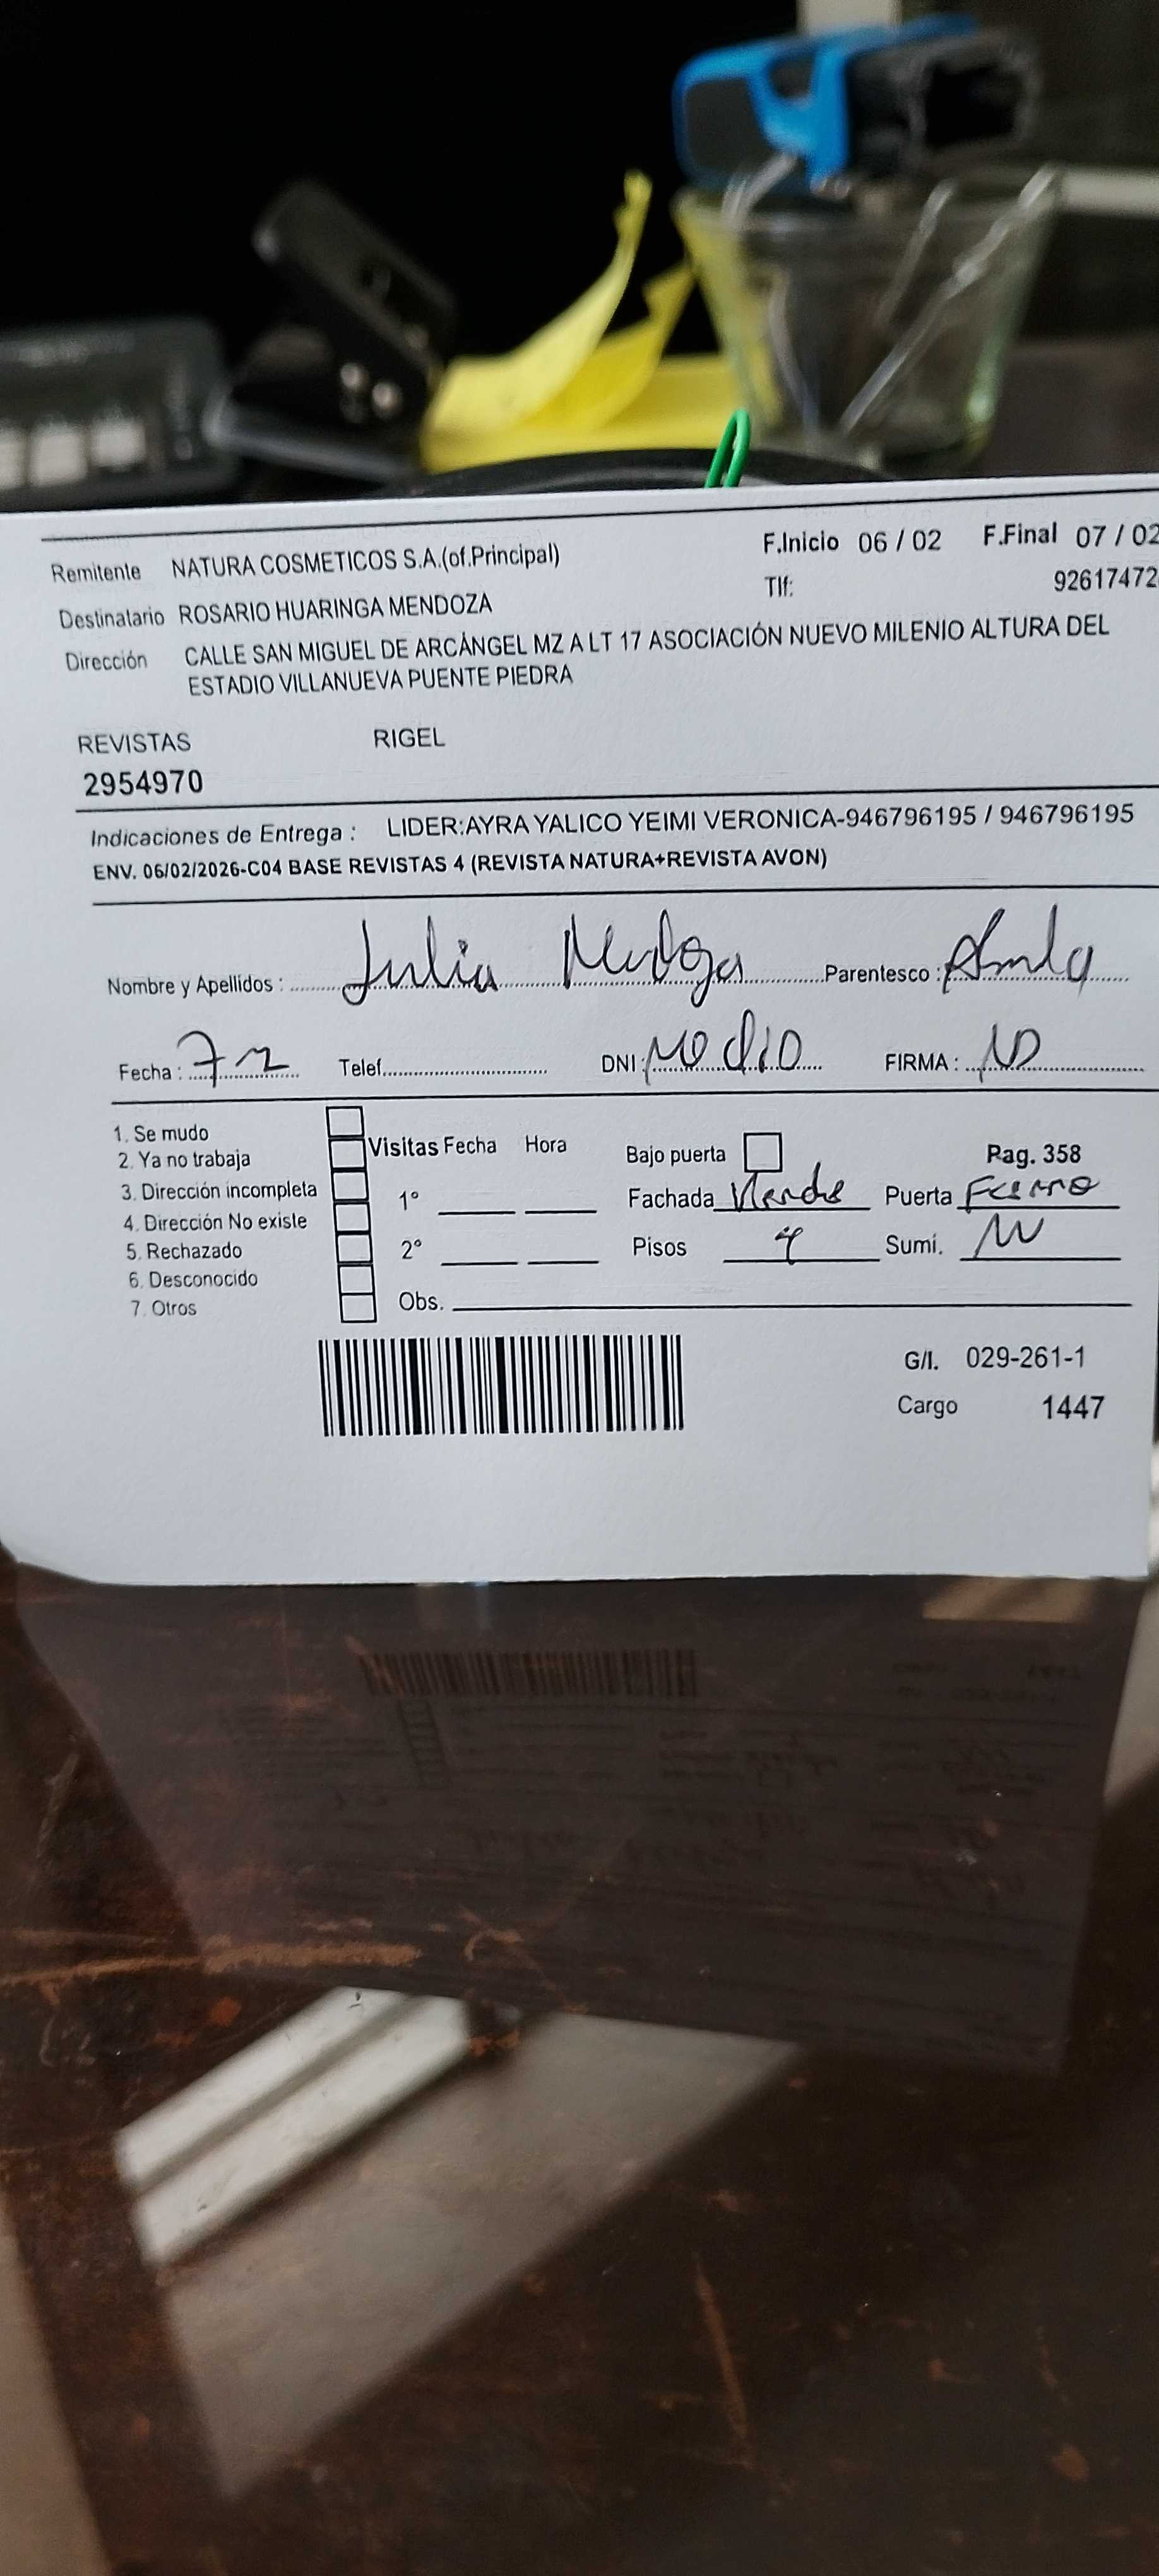 Remitente NATURA COSMETICOS S.A.(of.Principal) F.Inicio 06 / 02 F.Final 07 / 02
Destinatario ROSARIO HUARINGA MENDOZA Tlf: 92617472
Dirección CALLE SAN MIGUEL DE ARCÁNGEL MZ A LT 17 ASOCIACIÓN NUEVO MILENIO ALTURA DEL
ESTADIO VILLANUEVA PUENTE PIEDRA
REVISTAS RIGEL
2954970
Indicaciones de Entrega : LIDER:AYRA YALICO YEIMI VERONICA-946796195 / 946796195
ENV. 06/02/2026-C04 BASE REVISTAS 4 (REVISTA NATURA+REVISTA AVON)
Nombre y Apellidos : Julia Parentesco :
Fecha : Telef. DNI : FIRMA :
1. Se mudo
2. Ya no trabaja Visitas Fecha Hora Bajo puerta Pag. 358
3. Dirección incompleta 1° Fachada Puerta
4. Dirección No existe
5. Rechazado 2° Pisos Sumi.
6. Desconocido
7. Otros Obs.
G/I. 029-261-1
Cargo 1447